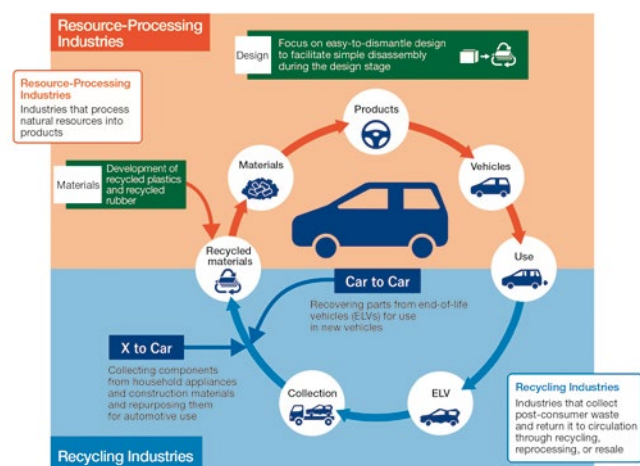 Resource-Processing
Industries
Design
Focus on easy-to-dismantle design
to facilitate simple disassembly
during the design stage
Resource-Processing
Industries
Industries that process
natural resources into
products
Products
Materials
Vehicles
Materials
Development of
recycled plastics
and recycled
rubber
Recycled
materials
Use
Car to Car
Recovering parts from end-of-life
vehicles (ELVs) for use
in new vehicles
X to Car
Collecting components
from household appliances
and construction materials
and repurposing them
for automotive use
Collection
ELV
Recycling Industries
Industries that collect
post-consumer waste
and return it to circulation
through recycling,
reprocessing, or resale
Recycling Industries